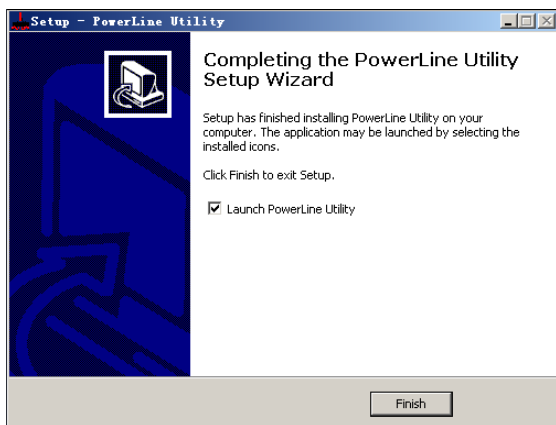 Setup - PowerLine Utility
Completing the PowerLine Utility
Setup Wizard
Setup has finished installing PowerLine Utility on your
computer. The application may be launched by selecting the
installed icons.
Click Finish to exit Setup.
Launch PowerLine Utility
Finish